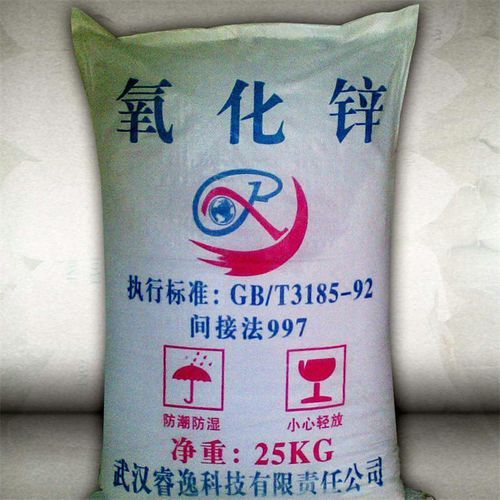 氧化锌
执行标准：GB/T3185-92
间接法997
防潮防湿
小心轻放
净重：25KG
武汉睿逸科技有限责任公司